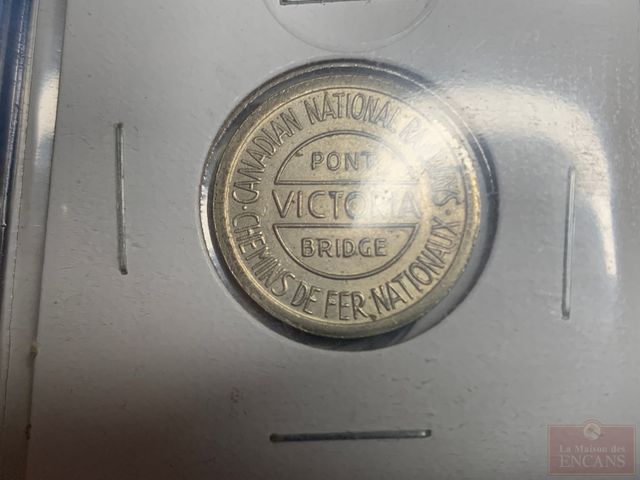 · CANADIAN NATIONAL RAILWAYS ·
PONT
VICTORIA
BRIDGE
CHEMINS DE FER NATIONAUX
La Maison des
ENCANS